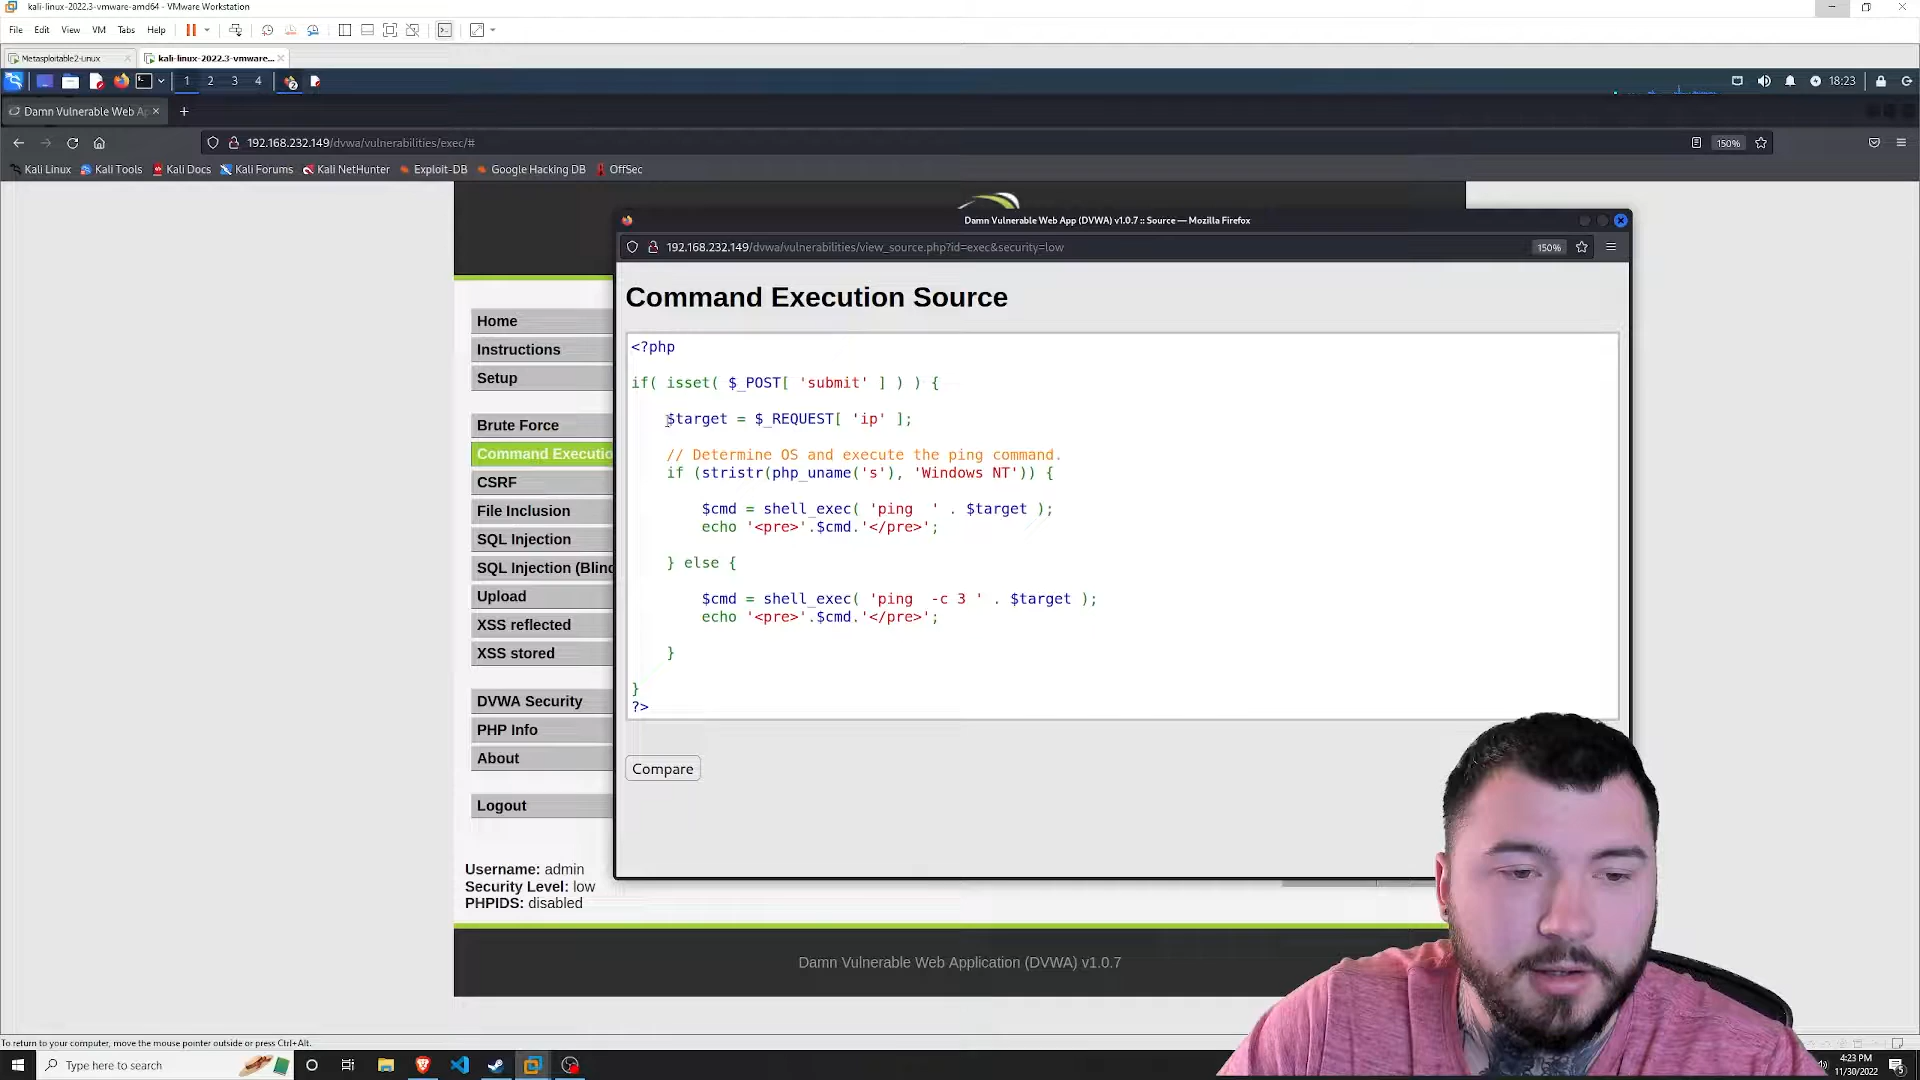 kali-linux-2022.3-vmware-amd64 - VMware Workstation
File Edit View VM Tabs Help
Metasploitable2-Linux
kali-linux-2022.3-vmware...
1 2 3 4
18:23
Damn Vulnerable Web Ap
192.168.232.149/dvwa/vulnerabilities/exec/#
150%
Kali Linux Kali Tools Kali Docs Kali Forums Kali NetHunter Exploit-DB Google Hacking DB OffSec
Damn Vulnerable Web App (DVWA) v1.0.7 :: Source — Mozilla Firefox
192.168.232.149/dvwa/vulnerabilities/view_source.php?id=exec&security=low
150%
Command Execution Source
<?php
if( isset( $_POST[ 'submit' ] ) ) {
$target = $_REQUEST[ 'ip' ];
// Determine OS and execute the ping command.
if (stristr(php_uname('s'), 'Windows NT')) {
$cmd = shell_exec( 'ping  ' . $target );
echo '<pre>'.$cmd.'</pre>';
} else {
$cmd = shell_exec( 'ping  -c 3 ' . $target );
echo '<pre>'.$cmd.'</pre>';
}
}
?>
Compare
Home
Instructions
Setup
Brute Force
Command Executio
CSRF
File Inclusion
SQL Injection
SQL Injection (Blind
Upload
XSS reflected
XSS stored
DVWA Security
PHP Info
About
Logout
Username: admin
Security Level: low
PHPIDS: disabled
Damn Vulnerable Web Application (DVWA) v1.0.7
To return to your computer, move the mouse pointer outside or press Ctrl+Alt.
Type here to search
4:23 PM
11/30/2022
5